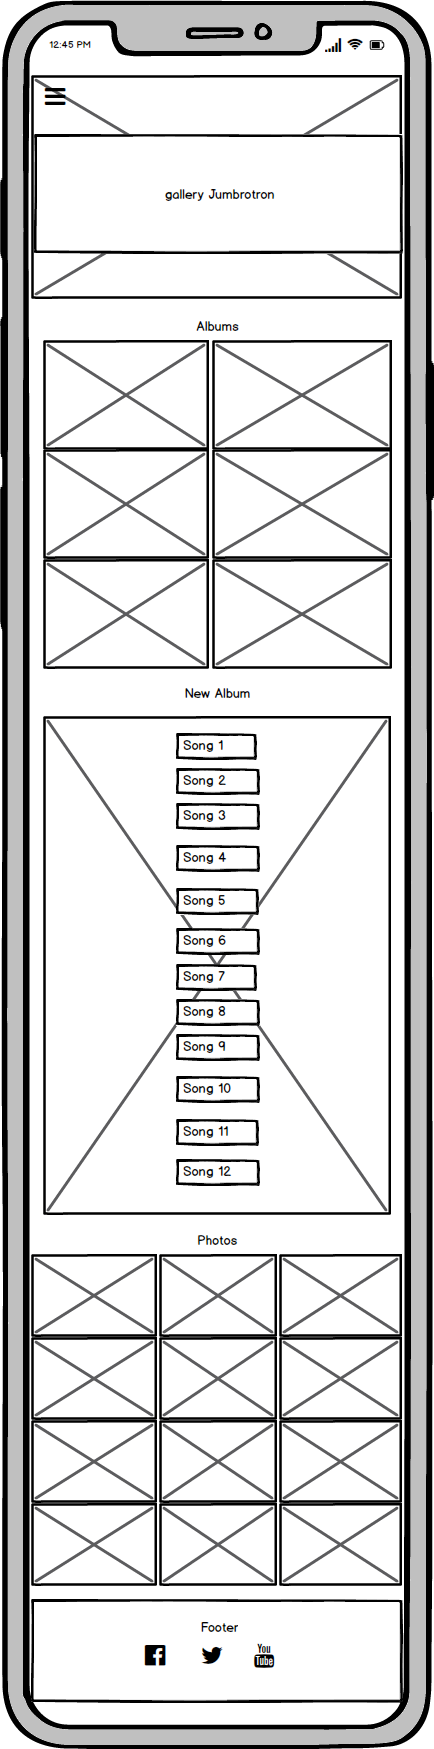 12:45 PM
gallery Jumbrotron
Albums
New Album
Song 1
Song 2
Song 3
Song 4
Song 5
Song 6
Song 7
Song 8
Song 9
Song 10
Song 11
Song 12
Photos
Footer
You
Tube